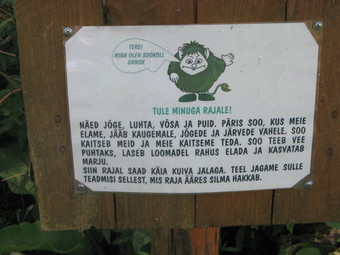 TERE!
MINA OLEN SOOKOLL
UNNIK
TULE MINUGA RAJALE!
NÄED JÕGE, LUHTA, VÕSA JA PUID. PÄRIS SOO, KUS MEIE
ELAME, JÄÄB KAUGEMALE, JÕGEDE JA JÄRVEDE VAHELE. SOO
KAITSEB MEID JA MEIE KAITSEME TEDA. SOO TEEB VEE
PUHTAKS, LASEB LOOMADEL RAHUS ELADA JA KASVATAB
MARJU.
SIIN RAJAL SAAD KÄIA KUIVA JALAGA. TEEL JAGAME SULLE
TEADMISI SELLEST, MIS RAJA ÄÄRES SILMA HAKKAB.